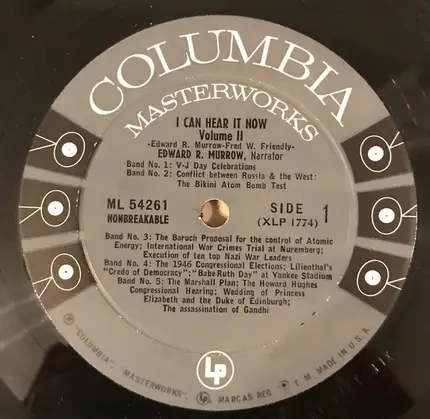 COLUMBIA
MASTERWORKS
I CAN HEAR IT NOW
Volume II
-Edward R. Murrow-Fred W. Friendly-
EDWARD R. MURROW, Narrator
Band No. 1: V-J Day Celebrations
Band No. 2: Conflict between Russia & the West:
The Bikini Atom Bomb Test
ML 54261
NONBREAKABLE
SIDE 1
(XLP 1774)
Band No. 3: The Baruch Proposal for the control of Atomic
Energy; International War Crimes Trial at Nuremberg;
Execution of ten top Nazi War Leaders
Band No. 4: The 1946 Congressional Elections; Lilienthal's
"Credo of Democracy"; "Babe Ruth Day" at Yankee Stadium
Band No. 5: The Marshall Plan; The Howard Hughes
Congressional Hearing; Wedding of Princess
Elizabeth and the Duke of Edinburgh;
The assassination of Gandhi
LP
"COLUMBIA", "MASTERWORKS", MARCAS REG. T. M. MADE IN U.S.A.